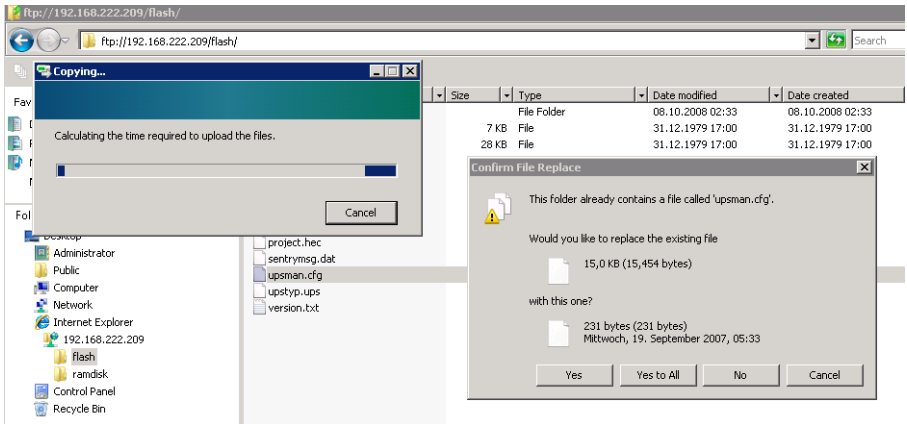 ftp://192.168.222.209/flash/
ftp://192.168.222.209/flash/
Search
Copying...
Calculating the time required to upload the files.
Cancel
Fav
Size
Type
Date modified
Date created
File Folder
08.10.2008 02:33
08.10.2008 02:33
7 KB
File
31.12.1979 17:00
31.12.1979 17:00
28 KB
File
31.12.1979 17:00
31.12.1979 17:00
Confirm File Replace
This folder already contains a file called 'upsman.cfg'.
Would you like to replace the existing file
15,0 KB (15,454 bytes)
with this one?
231 bytes (231 bytes)
Mittwoch, 19. September 2007, 05:33
Yes
Yes to All
No
Cancel
Fol
Desktop
Administrator
Public
Computer
Network
Internet Explorer
192.168.222.209
flash
ramdisk
Control Panel
Recycle Bin
project.hec
sentrymsg.dat
upsman.cfg
upstyp.ups
version.txt